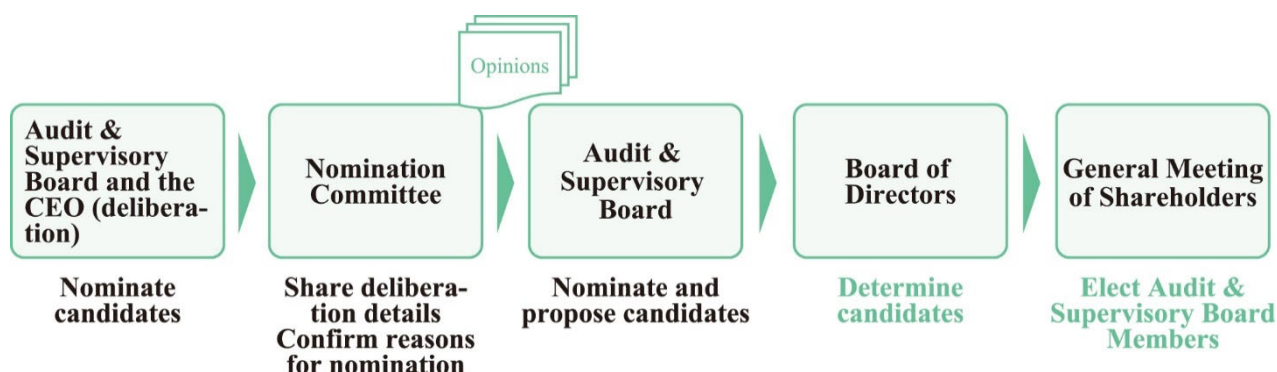 Opinions
Audit &
Supervisory
Board and the
CEO (delibera-
tion)
Nomination
Committee
Audit &
Supervisory
Board
Board of
Directors
General Meeting
of Shareholders
Nominate
candidates
Share delibera-
tion details
Confirm reasons
for nomination
Nominate and
propose candidates
Determine
candidates
Elect Audit &
Supervisory Board
Members